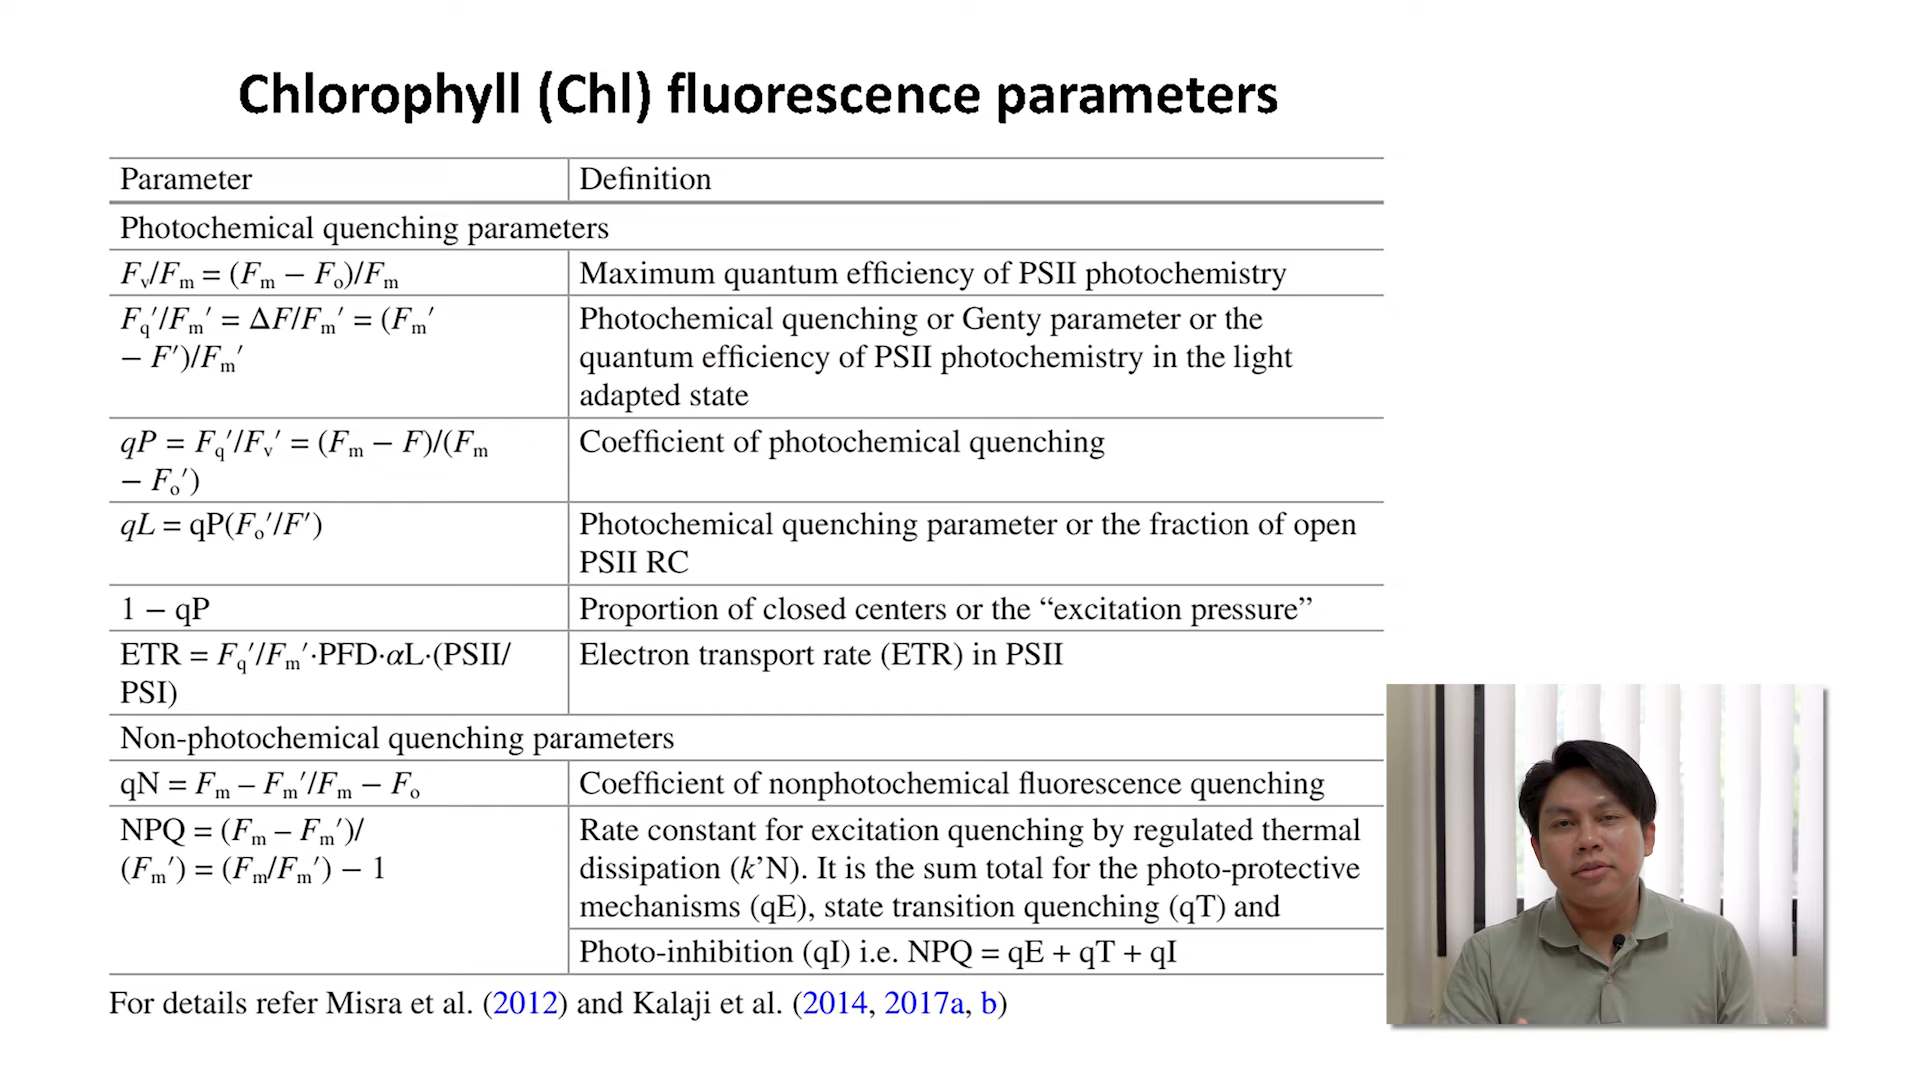 Chlorophyll (Chl) fluorescence parameters
Parameter
Definition
Photochemical quenching parameters
Fv/Fm = (Fm − Fo)/Fm
Maximum quantum efficiency of PSII photochemistry
Fq′/Fm′ = ΔF/Fm′ = (Fm′
− F′)/Fm′
Photochemical quenching or Genty parameter or the
quantum efficiency of PSII photochemistry in the light
adapted state
qP = Fq′/Fv′ = (Fm − F)/(Fm
− Fo′)
Coefficient of photochemical quenching
qL = qP(Fo′/F′)
Photochemical quenching parameter or the fraction of open
PSII RC
1 − qP
Proportion of closed centers or the “excitation pressure”
ETR = Fq′/Fm′·PFD·αL·(PSII/
PSI)
Electron transport rate (ETR) in PSII
Non-photochemical quenching parameters
qN = Fm – Fm′/Fm − Fo
Coefficient of nonphotochemical fluorescence quenching
NPQ = (Fm – Fm′)/
(Fm′) = (Fm/Fm′) − 1
Rate constant for excitation quenching by regulated thermal
dissipation (k’N). It is the sum total for the photo-protective
mechanisms (qE), state transition quenching (qT) and
Photo-inhibition (qI) i.e. NPQ = qE + qT + qI
For details refer Misra et al. (2012) and Kalaji et al. (2014, 2017a, b)